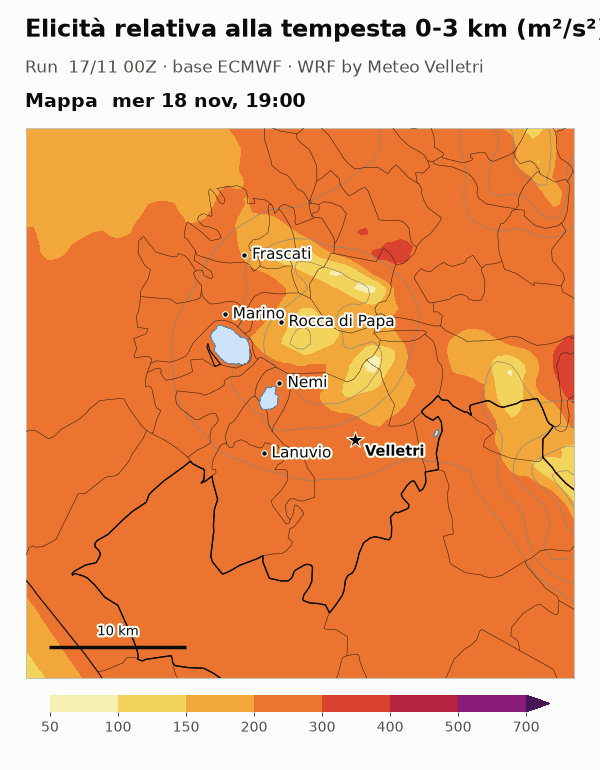 Elicità relativa alla tempesta 0-3 km (m²/s²)
Run  17/11 00Z · base ECMWF · WRF by Meteo Velletri
Mappa  mer 18 nov, 19:00
Frascati
Marino
Rocca di Papa
Nemi
Velletri
Lanuvio
10 km
50 100 150 200 300 400 500 700